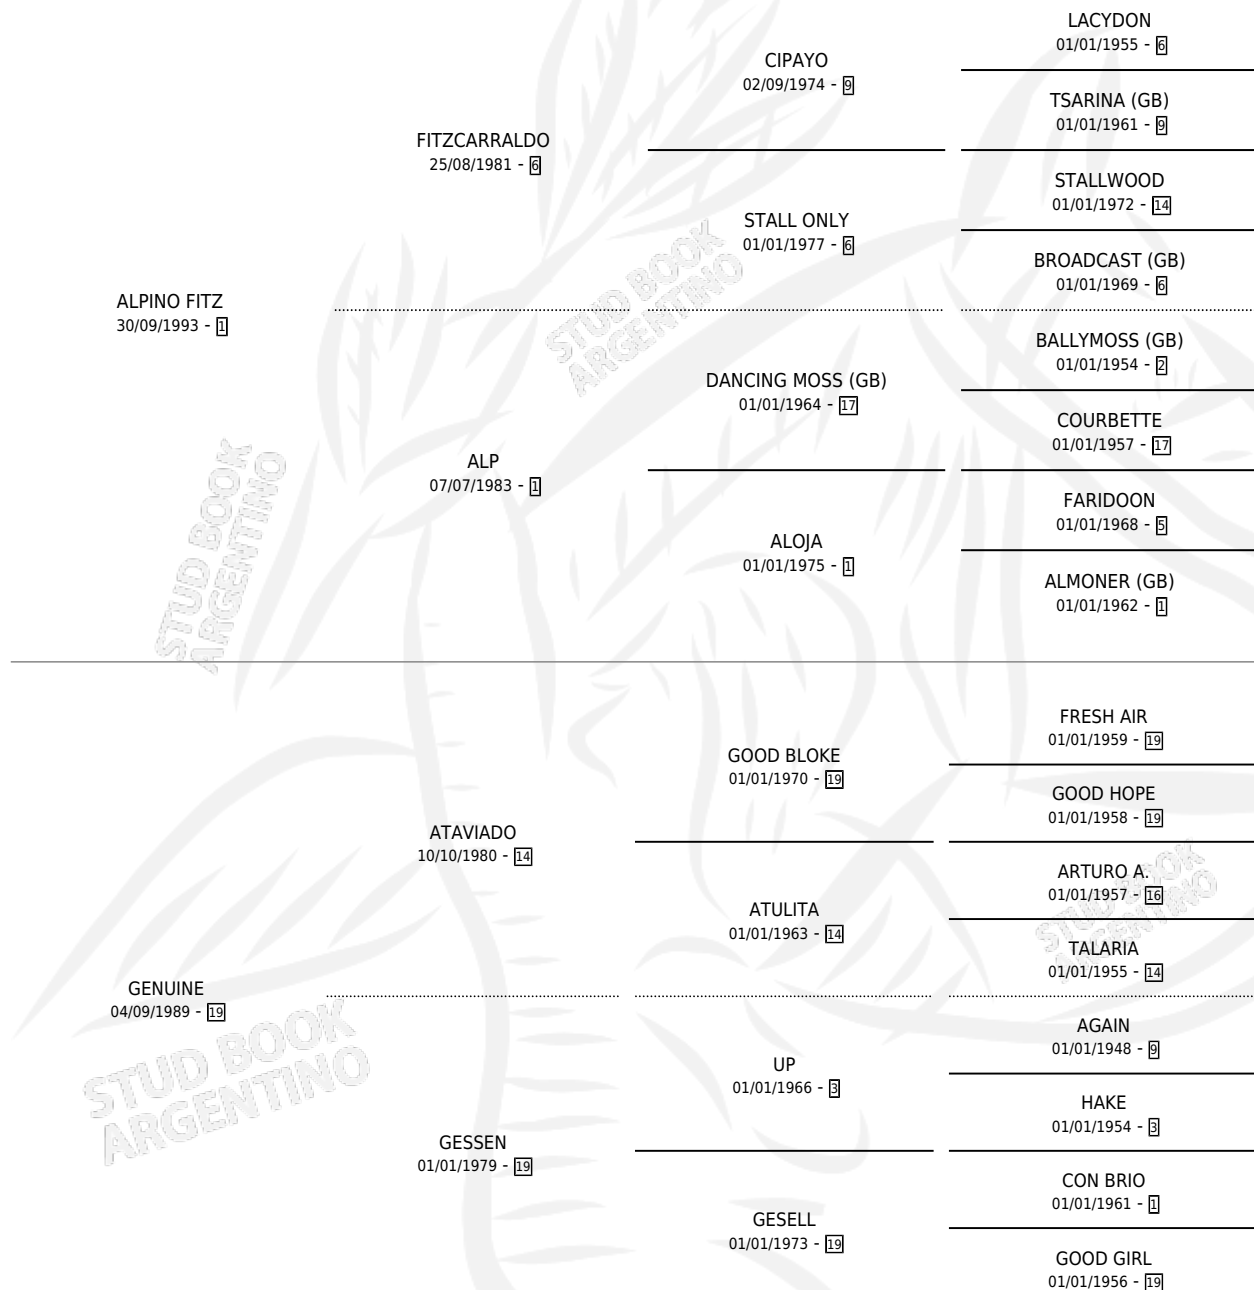 LACYDON
01/01/1955 - 6
CIPAYO
02/09/1974 - 9
TSARINA (GB)
01/01/1961 - 9
FITZCARRALDO
25/08/1981 - 6
STALLWOOD
01/01/1972 - 14
STALL ONLY
01/01/1977 - 6
BROADCAST (GB)
01/01/1969 - 6
ALPINO FITZ
30/09/1993 - 1
STUD BOOK
ARGENTINO
BALLYMOSS (GB)
01/01/1954 - 2
DANCING MOSS (GB)
01/01/1964 - 17
COURBETTE
01/01/1957 - 17
ALP
07/07/1983 - 1
FARIDOON
01/01/1968 - 5
ALOJA
01/01/1975 - 1
ALMONER (GB)
01/01/1962 - 1
STUD BOOK
ARGENTINO
FRESH AIR
01/01/1959 - 19
GOOD BLOKE
01/01/1970 - 19
GOOD HOPE
01/01/1958 - 19
ATAVIADO
10/10/1980 - 14
ARTURO A.
01/01/1957 - 16
ATULITA
01/01/1963 - 14
TALARIA
01/01/1955 - 14
STUD BOOK
ARGENTINO
GENUINE
04/09/1989 - 19
AGAIN
01/01/1948 - 9
UP
01/01/1966 - 3
HAKE
01/01/1954 - 3
STUD BOOK
ARGENTINO
GESSEN
01/01/1979 - 19
CON BRIO
01/01/1961 - 1
GESELL
01/01/1973 - 19
GOOD GIRL
01/01/1956 - 19